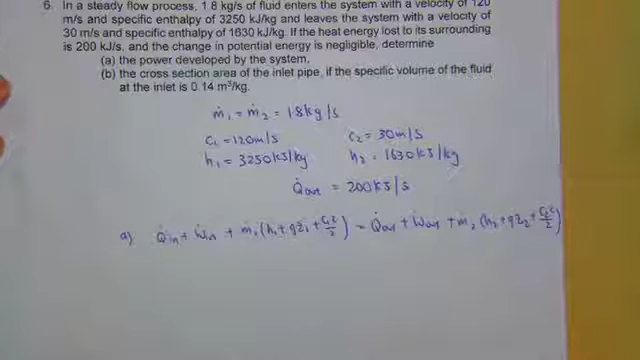 6. In a steady flow process, 1.8 kg/s of fluid enters the system with a velocity of 120
m/s and specific enthalpy of 3250 kJ/kg and leaves the system with a velocity of
30 m/s and specific enthalpy of 1630 kJ/kg. If the heat energy lost to its surrounding
is 200 kJ/s, and the change in potential energy is negligible, determine
(a) the power developed by the system,
(b) the cross section area of the inlet pipe, if the specific volume of the fluid
at the inlet is 0.14 m³/kg.
ṁ₁ = ṁ₂ = 1.8kg/s
C₁ = 120m/s C₂ = 30m/s
h₁ = 3250kJ/kg h₂ = 1630kJ/kg
Q̇out = 200kJ/s
a) Q̇in + Ẇin + ṁ₁(h₁+gz₁+C₁²/2) = Q̇out + Ẇout + ṁ₂(h₂+gz₂+C₂²/2)